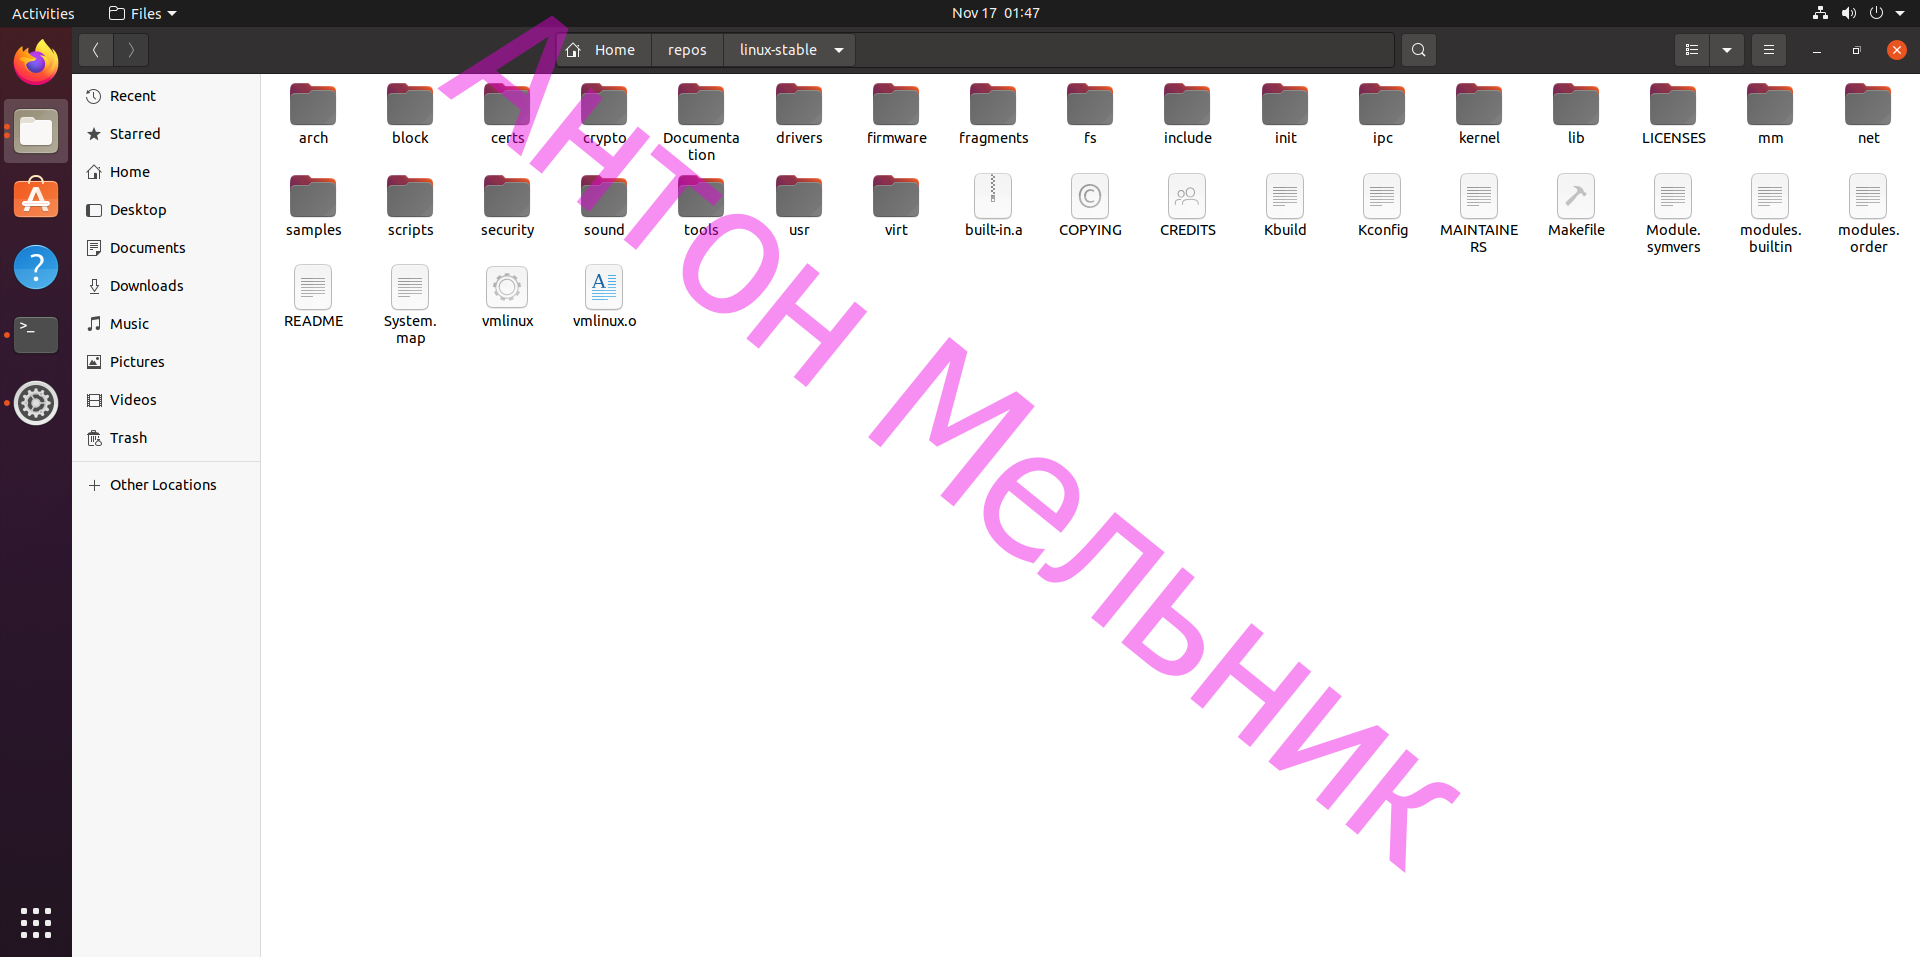 Activities Files Nov 17 01:47
Home repos linux-stable
Recent
Starred
Home
Desktop
Documents
Downloads
Music
Pictures
Videos
Trash
Other Locations
arch block certs crypto Documenta drivers firmware fragments fs include init ipc kernel lib LICENSES mm net
tion
samples scripts security sound tools usr virt built-in.a COPYING CREDITS Kbuild Kconfig MAINTAINE Makefile Module. modules. modules.
RS symvers builtin order
README System. vmlinux vmlinux.o
map
Антон Мельник